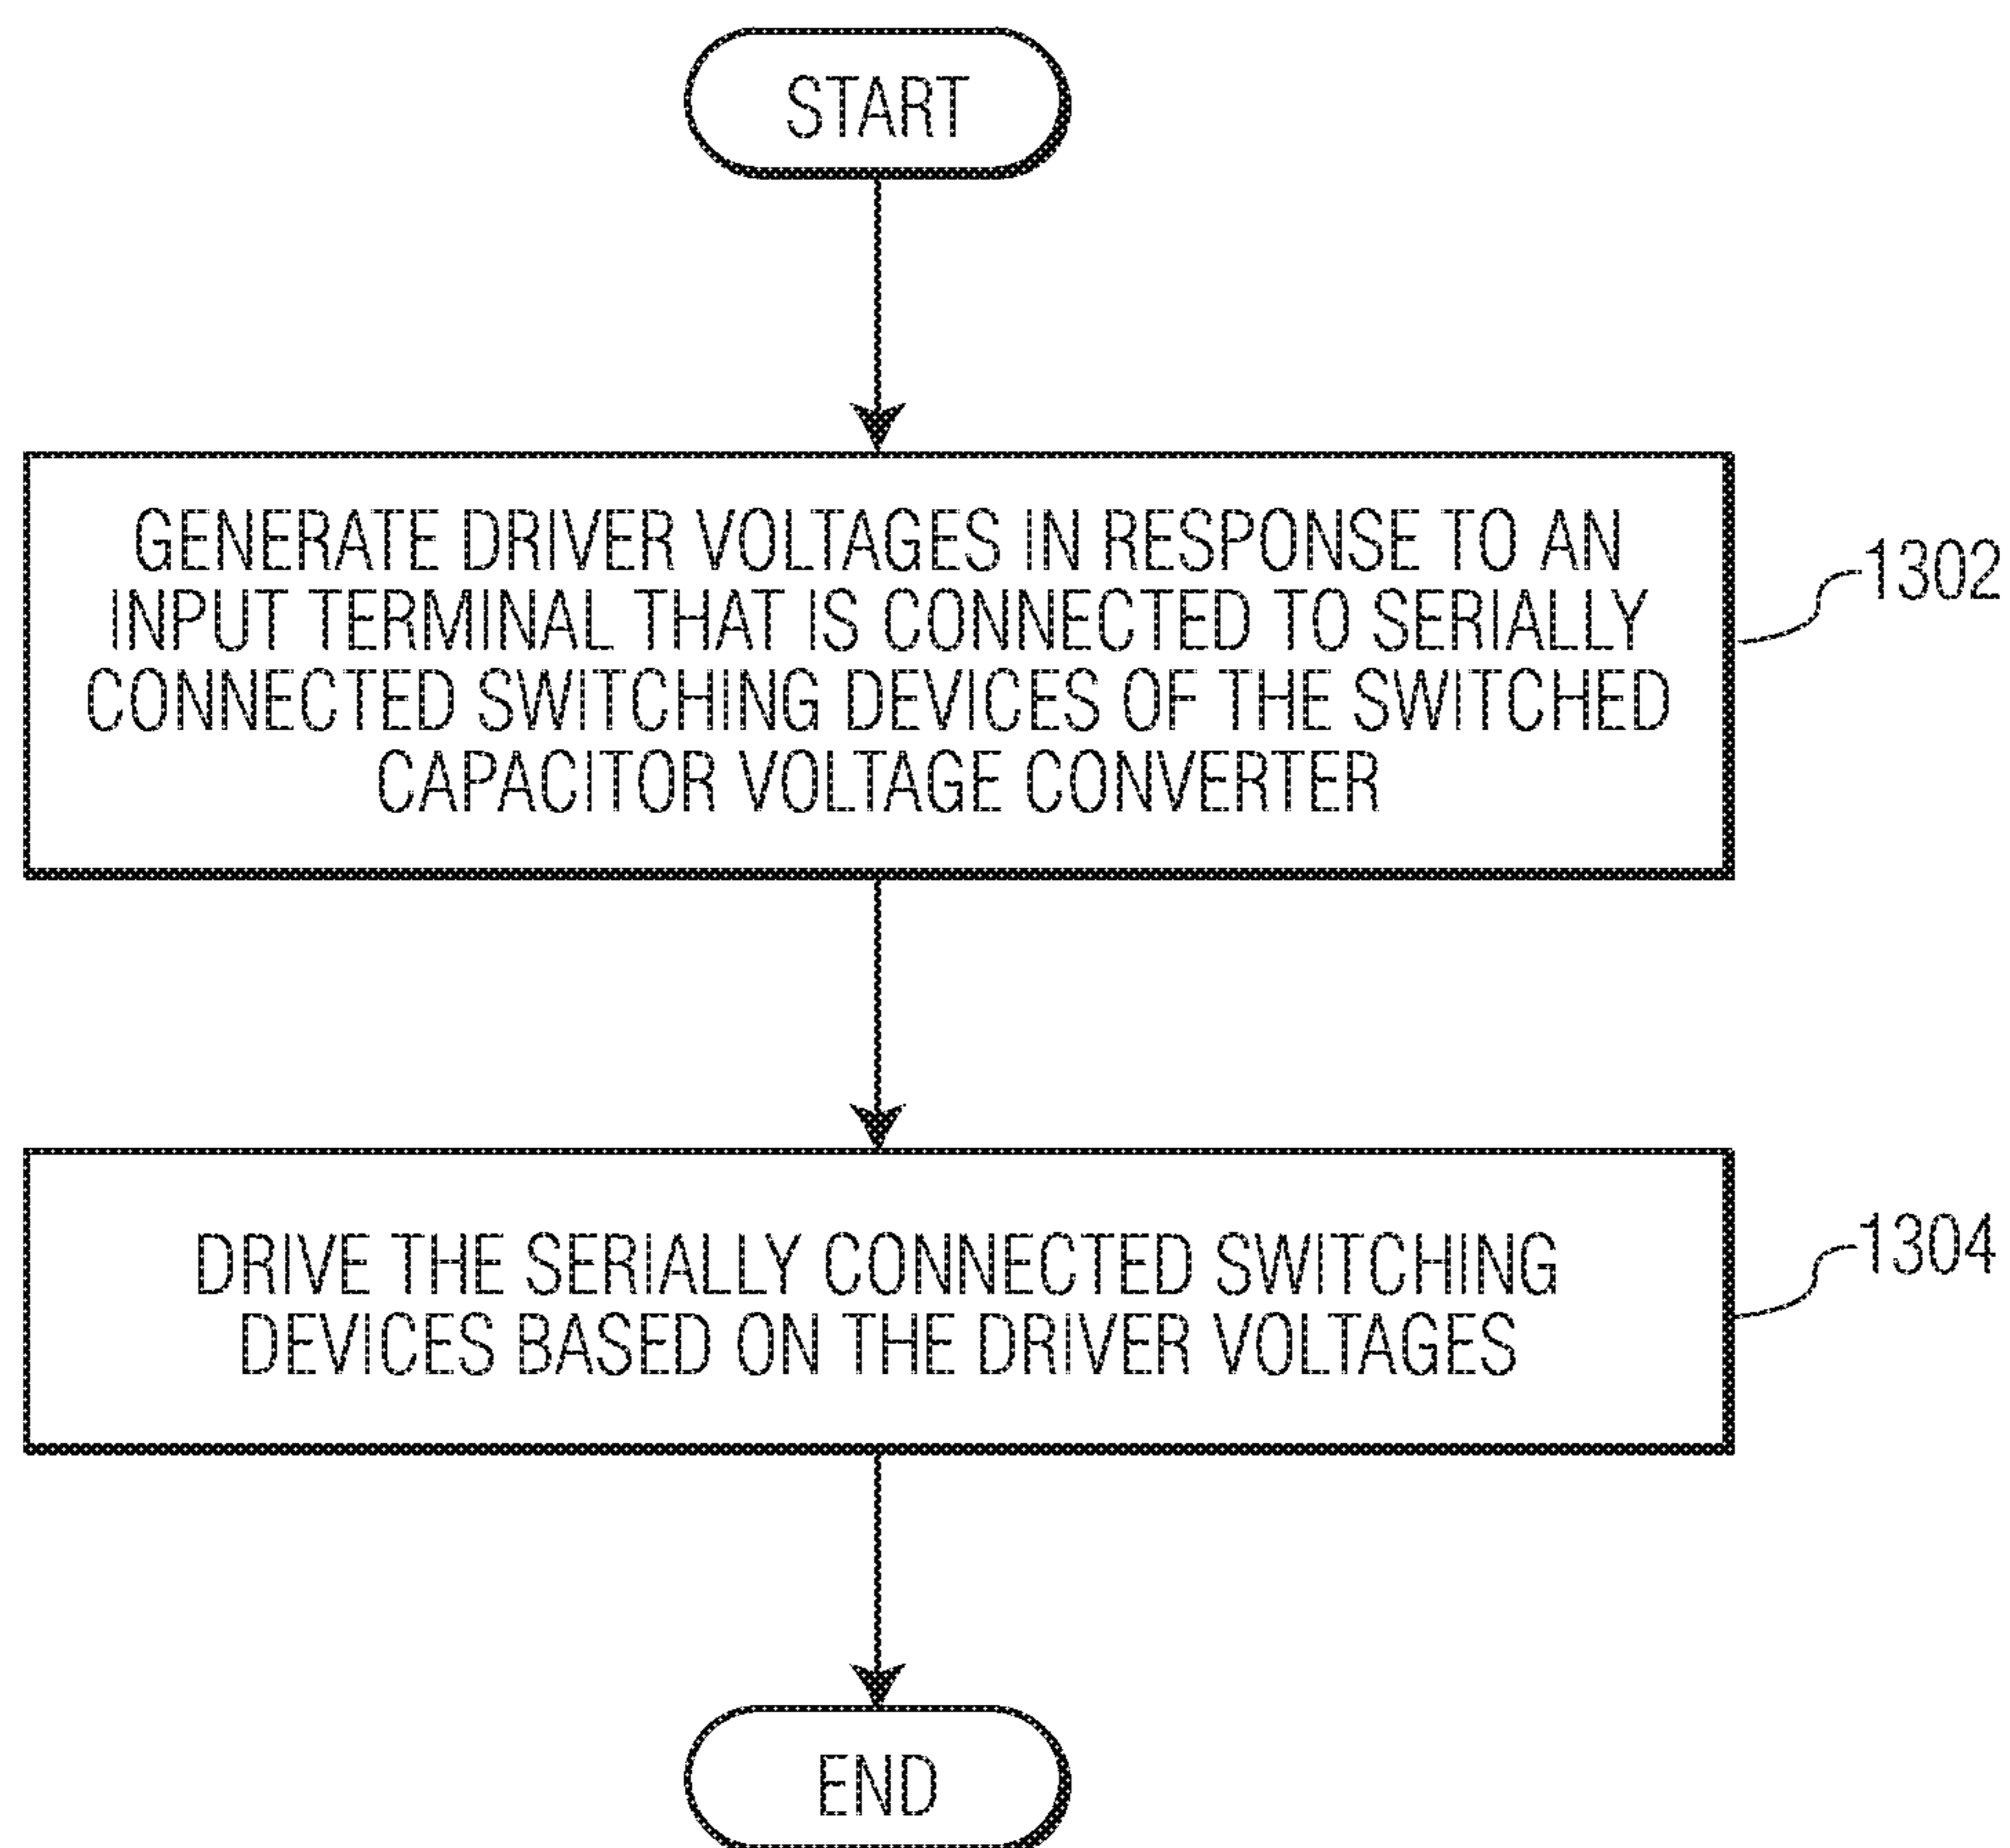 START
GENERATE DRIVER VOLTAGES IN RESPONSE TO AN
INPUT TERMINAL THAT IS CONNECTED TO SERIALLY
CONNECTED SWITCHING DEVICES OF THE SWITCHED
CAPACITOR VOLTAGE CONVERTER
1302
DRIVE THE SERIALLY CONNECTED SWITCHING
DEVICES BASED ON THE DRIVER VOLTAGES
1304
END